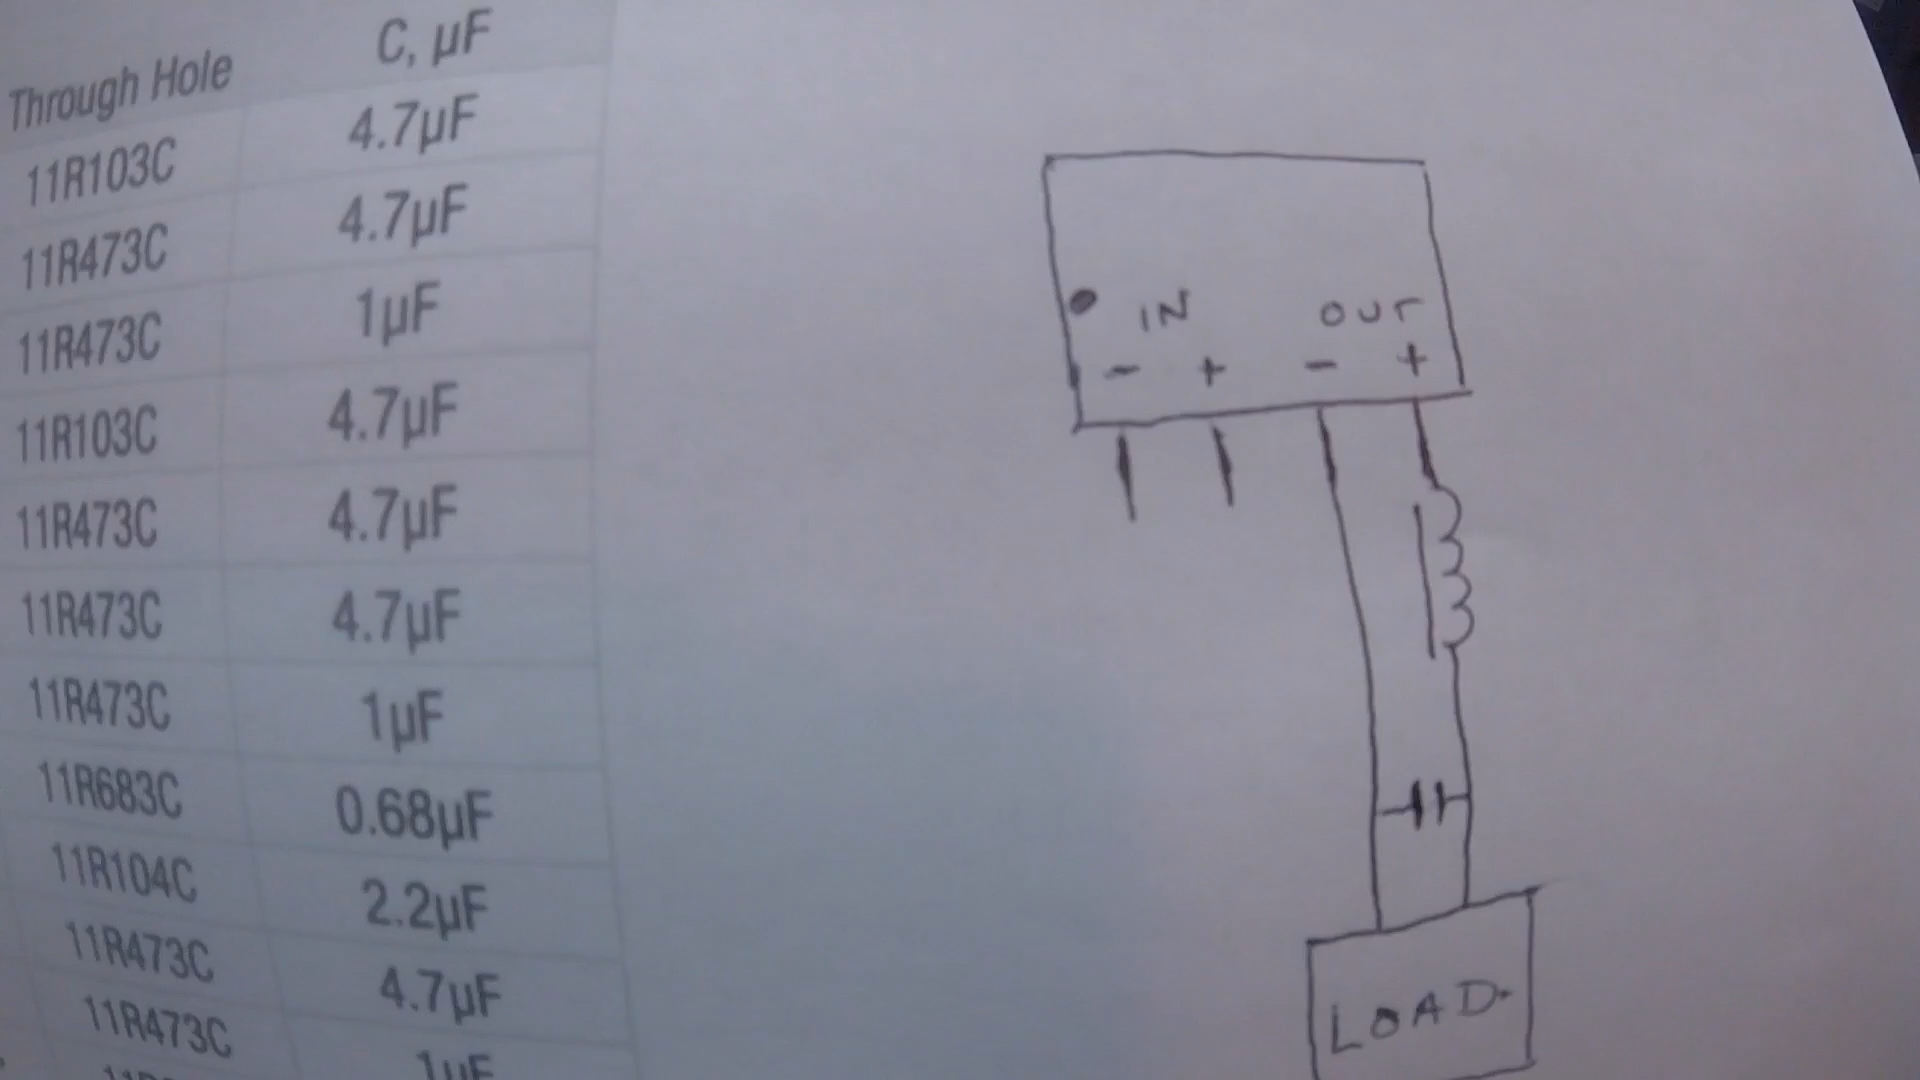 Through Hole C, µF
11R103C 4.7µF
11R473C 4.7µF
11R473C 1µF
11R103C 4.7µF
11R473C 4.7µF
11R473C 4.7µF
11R473C 1µF
11R683C 0.68µF
11R104C 2.2µF
11R473C 4.7µF
11R473C 1µF
IN OUT
- + - +
LOAD